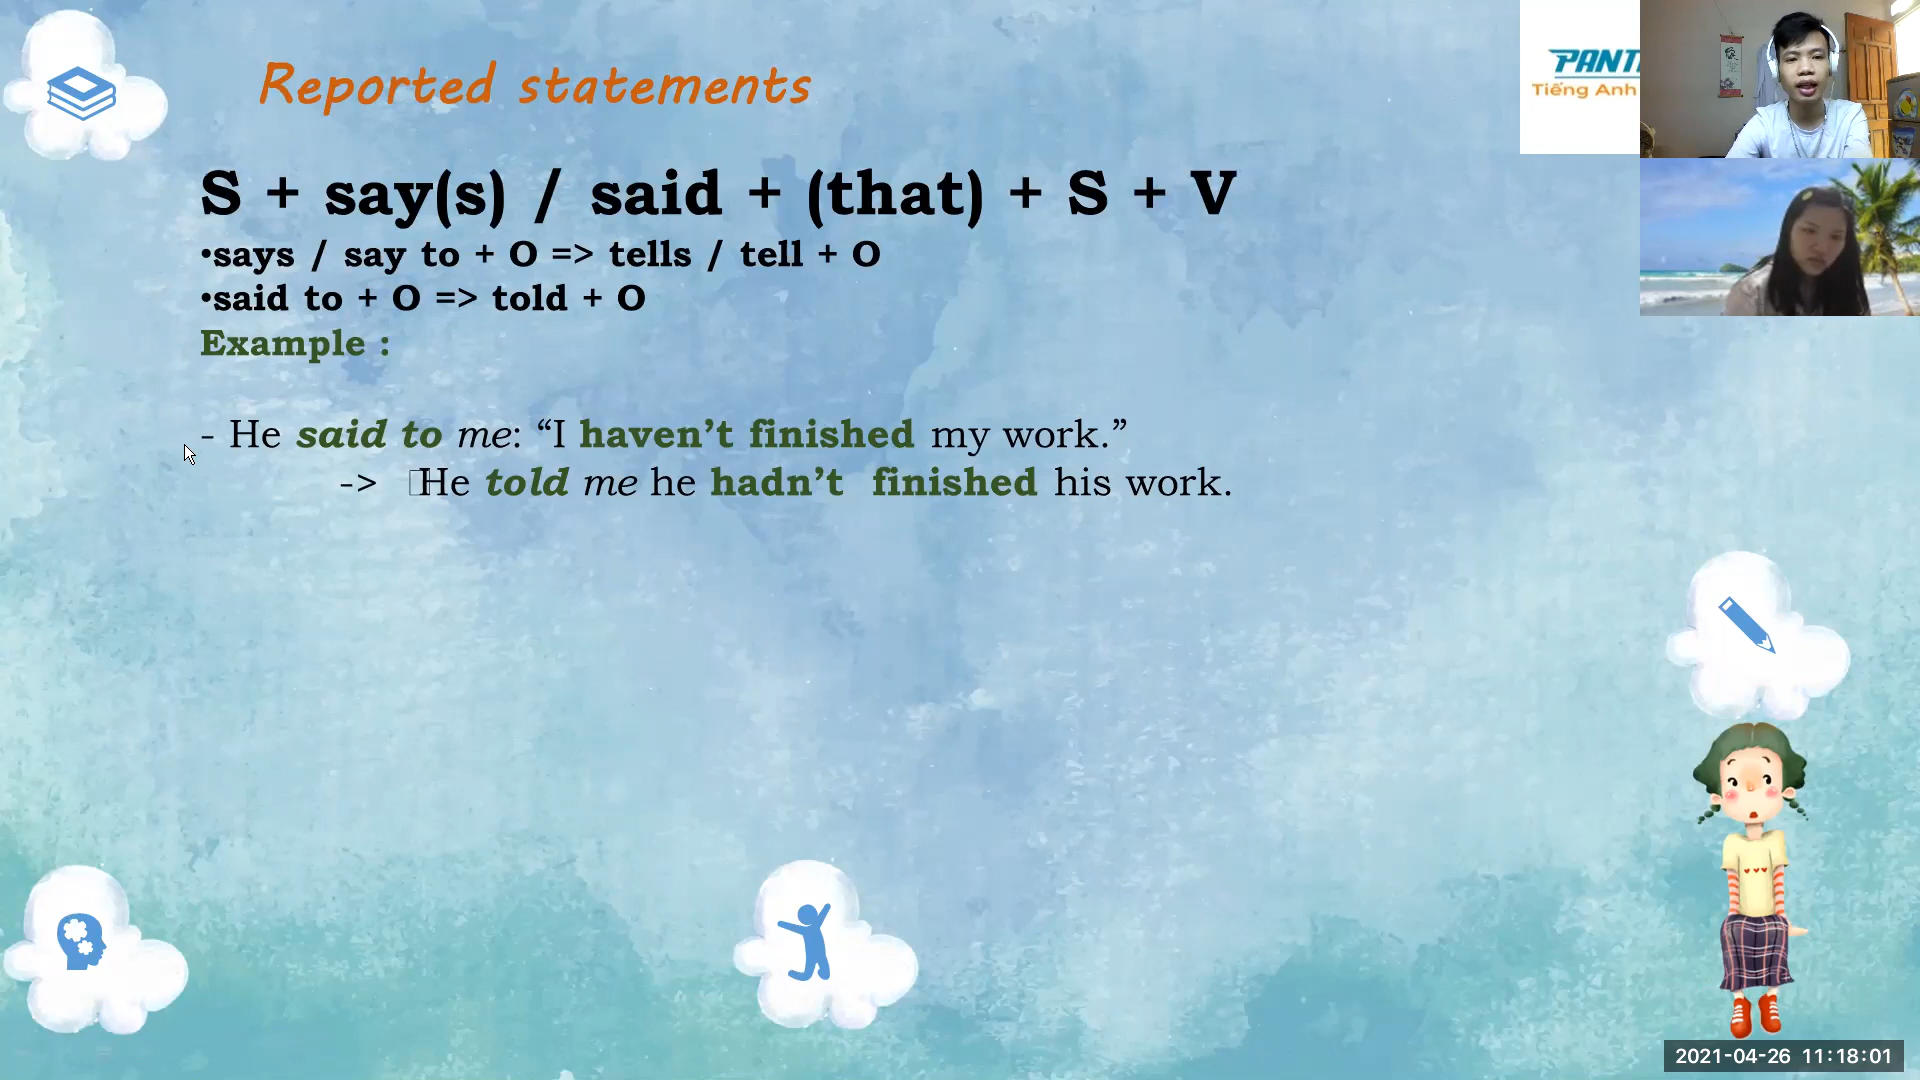 Reported statements
PANT
Tiếng Anh
S + say(s) / said + (that) + S + V
•says / say to + O => tells / tell + O
•said to + O => told + O
Example :
- He said to me: “I haven’t finished my work.”
-> He told me he hadn’t finished his work.
2021-04-26 11:18:01